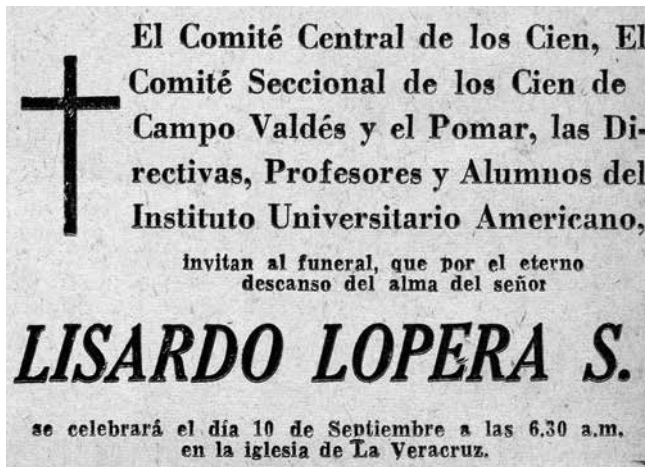 El Comité Central de los Cien, El
Comité Seccional de los Cien de
Campo Valdés y el Pomar, las Di-
rectivas, Profesores y Alumnos del
Instituto Universitario Americano,
invitan al funeral, que por el eterno
descanso del alma del señor
LISARDO LOPERA S.
se celebrará el día 10 de Septiembre a las 6.30 a.m.
en la iglesia de La Veracruz.